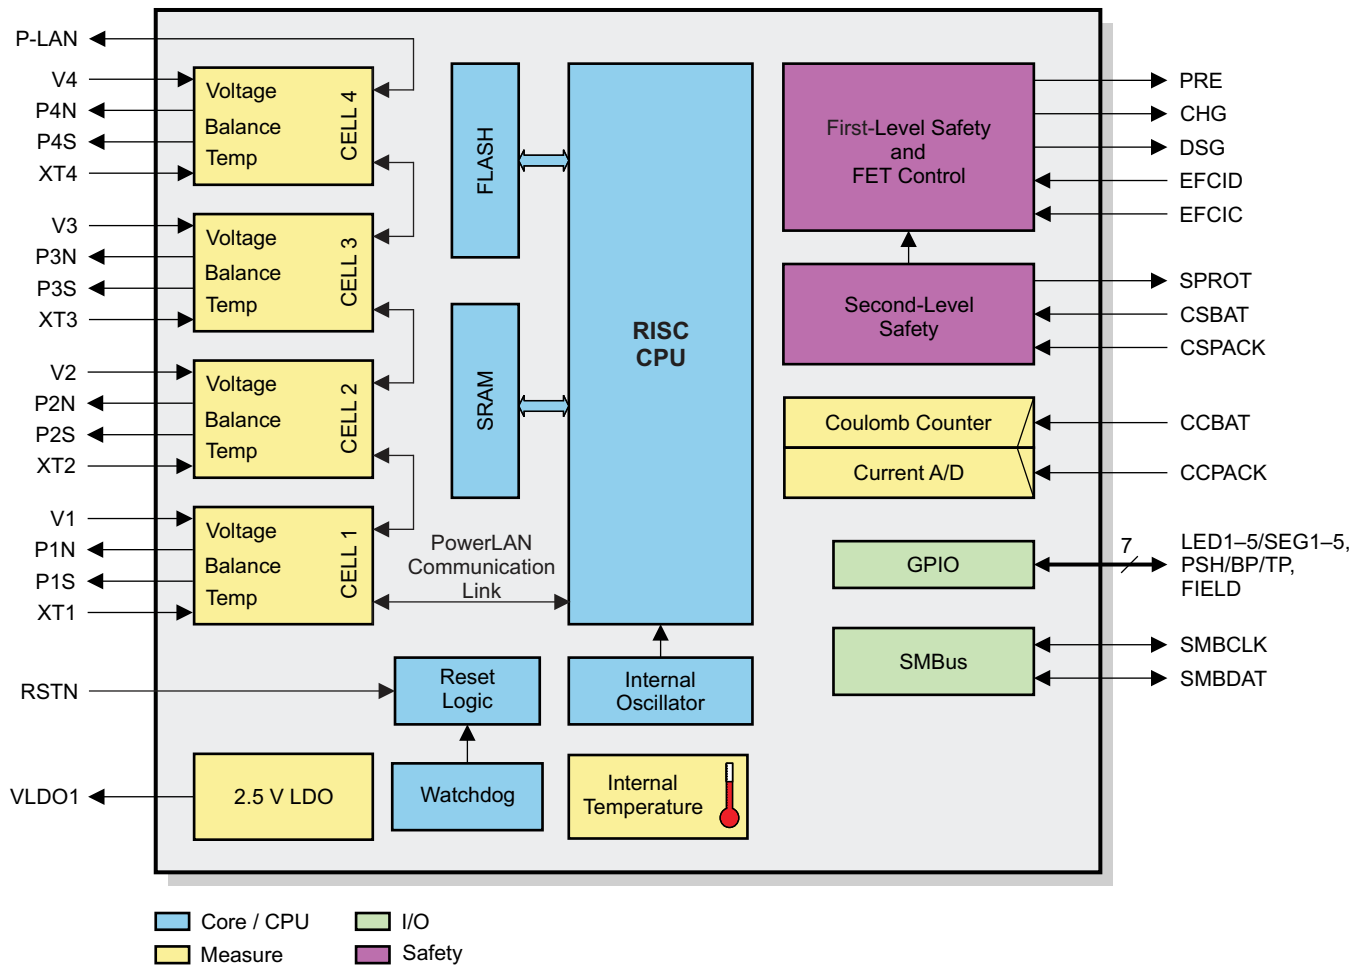 P-LAN
V4
P4N
P4S
XT4
Voltage
Balance
Temp
CELL 4
V3
P3N
P3S
XT3
Voltage
Balance
Temp
CELL 3
V2
P2N
P2S
XT2
Voltage
Balance
Temp
CELL 2
V1
P1N
P1S
XT1
Voltage
Balance
Temp
CELL 1
RSTN
VLDO1
2.5 V LDO
FLASH
SRAM
PowerLAN
Communication
Link
Reset
Logic
Watchdog
RISC
CPU
Internal
Oscillator
Internal
Temperature
First-Level Safety
and
FET Control
Second-Level
Safety
Coulomb Counter
Current A/D
GPIO
SMBus
PRE
CHG
DSG
EFCID
EFCIC
SPROT
CSBAT
CSPACK
CCBAT
CCPACK
7
LED1–5/SEG1–5,
PSH/BP/TP,
FIELD
SMBCLK
SMBDAT
Core / CPU
I/O
Measure
Safety